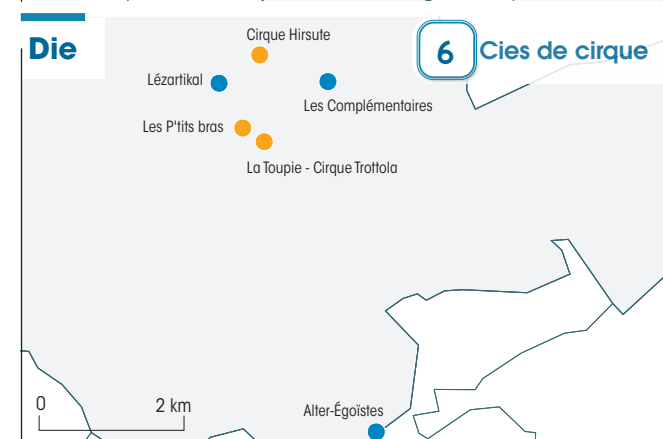 Die
6 Cies de cirque
Cirque Hirsute
Lézartikal
Les Complémentaires
Les P'tits bras
La Toupie - Cirque Trottola
0 2 km
Alter-Égoïstes